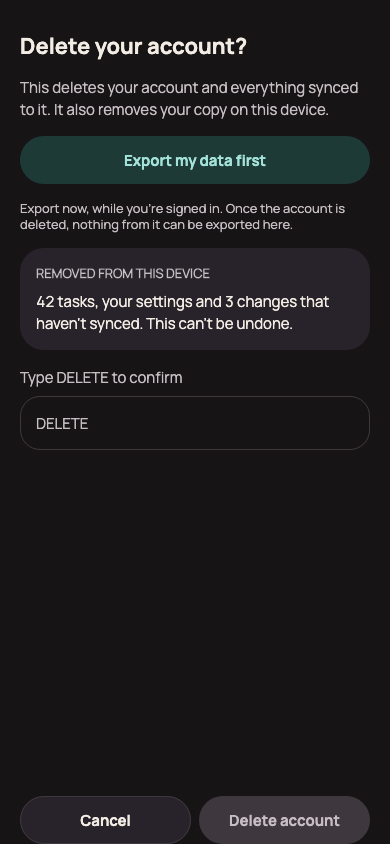 Delete your account?
This deletes your account and everything synced
to it. It also removes your copy on this device.
Export my data first
Export now, while you're signed in. Once the account is
deleted, nothing from it can be exported here.
REMOVED FROM THIS DEVICE
42 tasks, your settings and 3 changes that
haven't synced. This can't be undone.
Type DELETE to confirm
DELETE
Cancel
Delete account